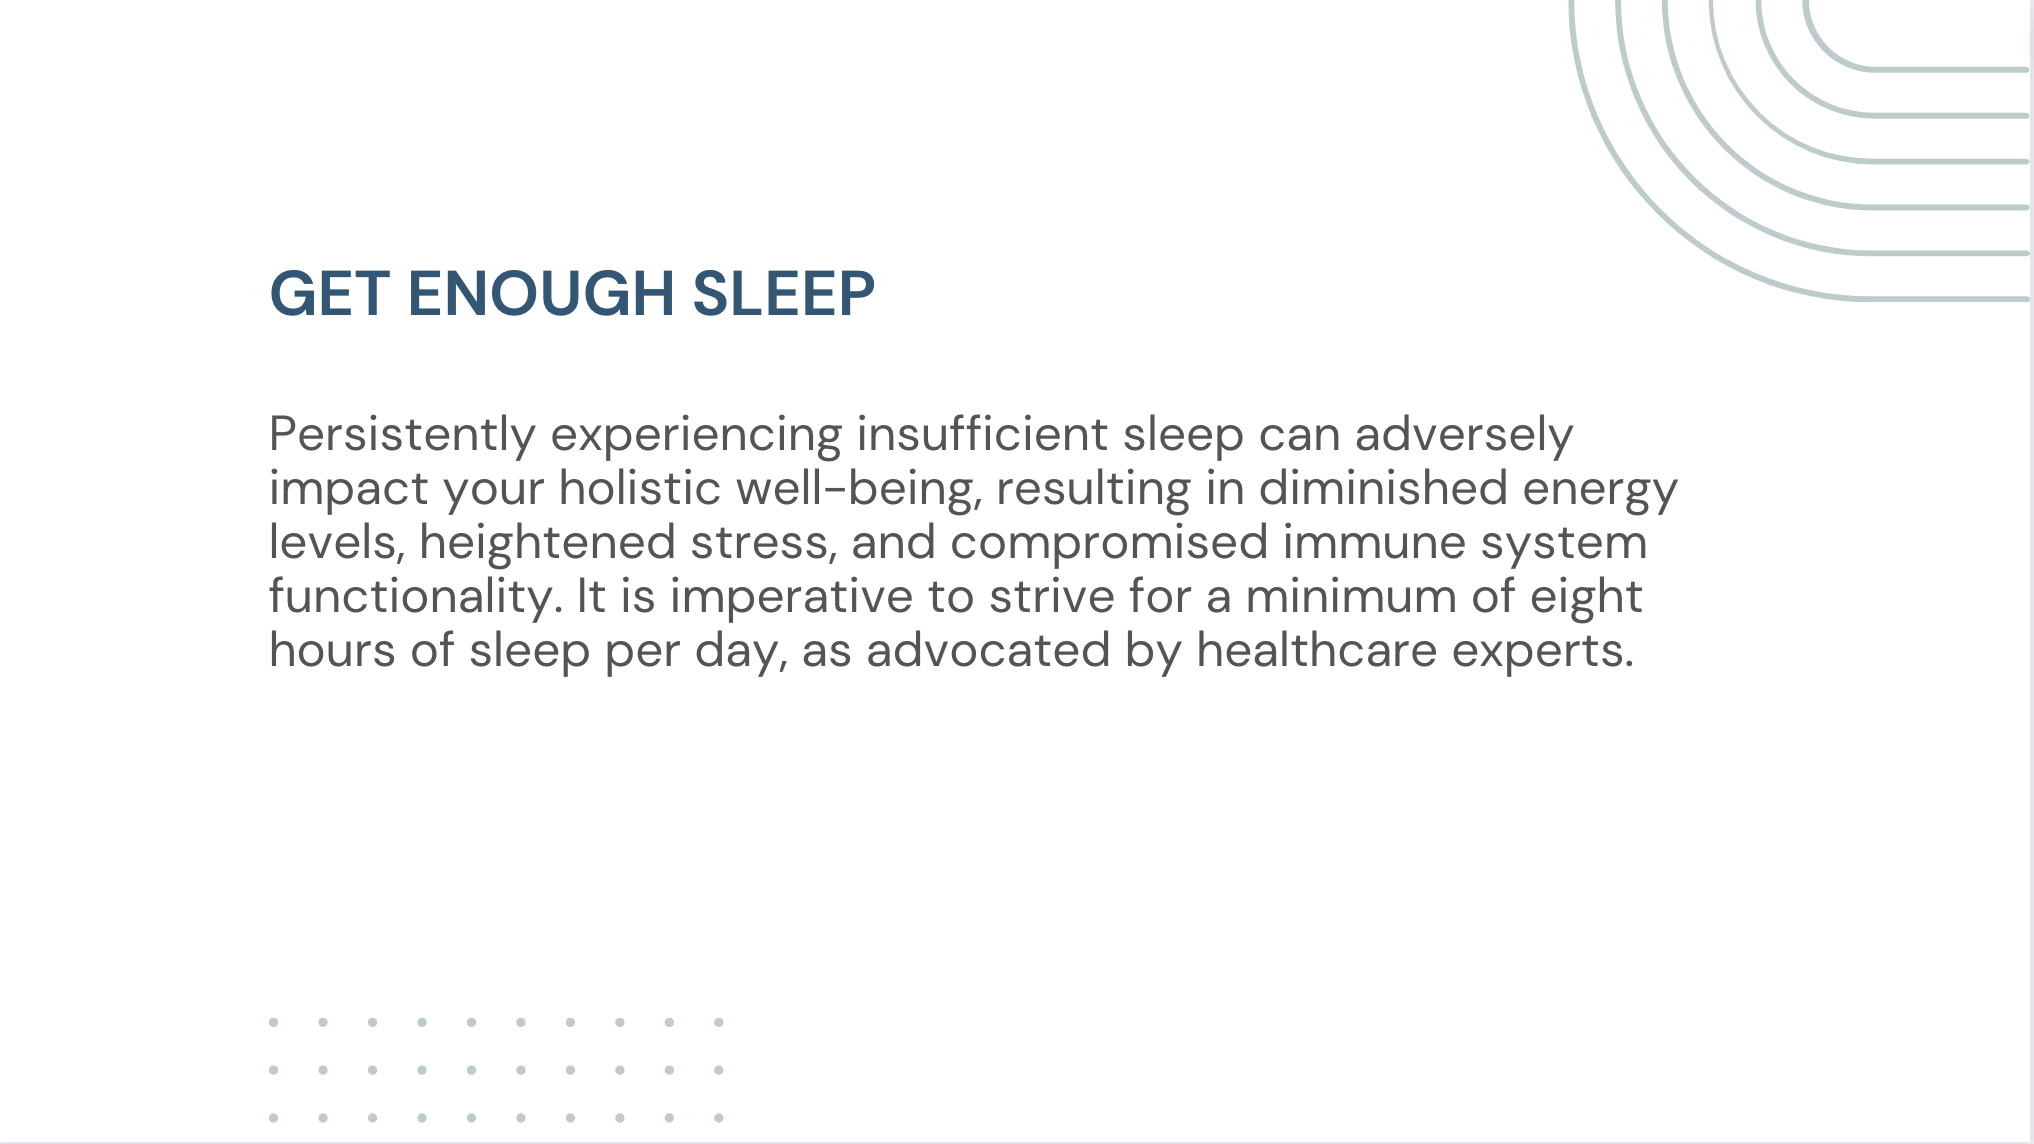 GET ENOUGH SLEEP
Persistently experiencing insufficient sleep can adversely
impact your holistic well-being, resulting in diminished energy
levels, heightened stress, and compromised immune system
functionality. It is imperative to strive for a minimum of eight
hours of sleep per day, as advocated by healthcare experts.